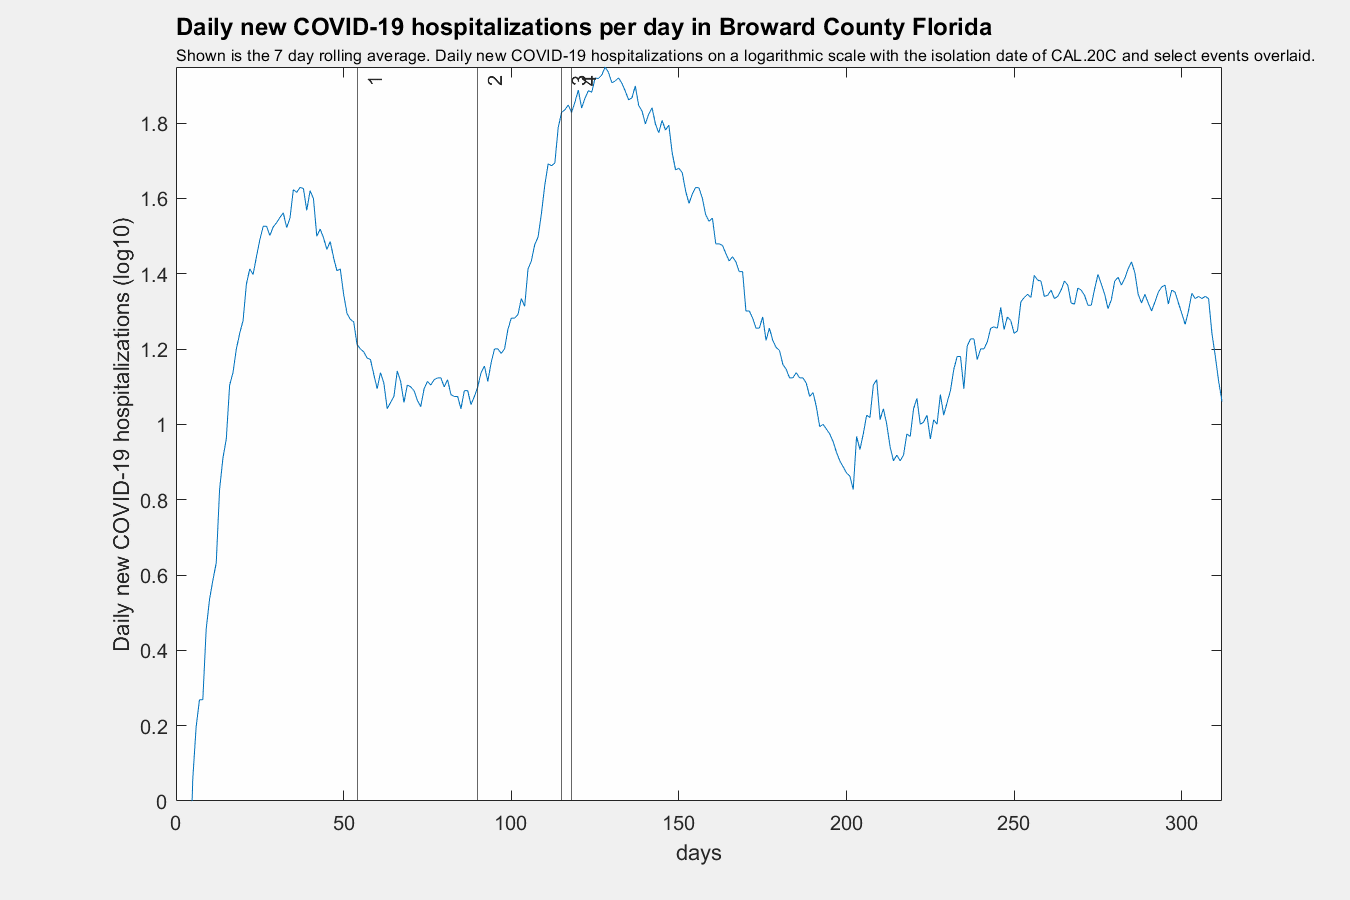 Daily new COVID-19 hospitalizations per day in Broward County Florida
Shown is the 7 day rolling average. Daily new COVID-19 hospitalizations on a logarithmic scale with the isolation date of CAL.20C and select events overlaid.
1
2
3
4
1.8
1.6
1.4
1.2
1
0.8
0.6
0.4
0.2
0
Daily new COVID-19 hospitalizations (log10)
0 50 100 150 200 250 300
days